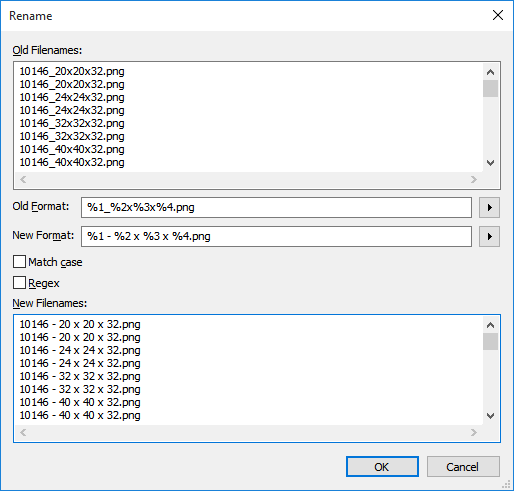 Rename
Old Filenames:
10146_20x20x32.png
10146_20x20x32.png
10146_24x24x32.png
10146_24x24x32.png
10146_32x32x32.png
10146_32x32x32.png
10146_40x40x32.png
10146_40x40x32.png
Old Format: %1_%2x%3x%4.png
New Format: %1 - %2 x %3 x %4.png
Match case
Regex
New Filenames:
10146 - 20 x 20 x 32.png
10146 - 20 x 20 x 32.png
10146 - 24 x 24 x 32.png
10146 - 24 x 24 x 32.png
10146 - 32 x 32 x 32.png
10146 - 32 x 32 x 32.png
10146 - 40 x 40 x 32.png
10146 - 40 x 40 x 32.png
OK Cancel